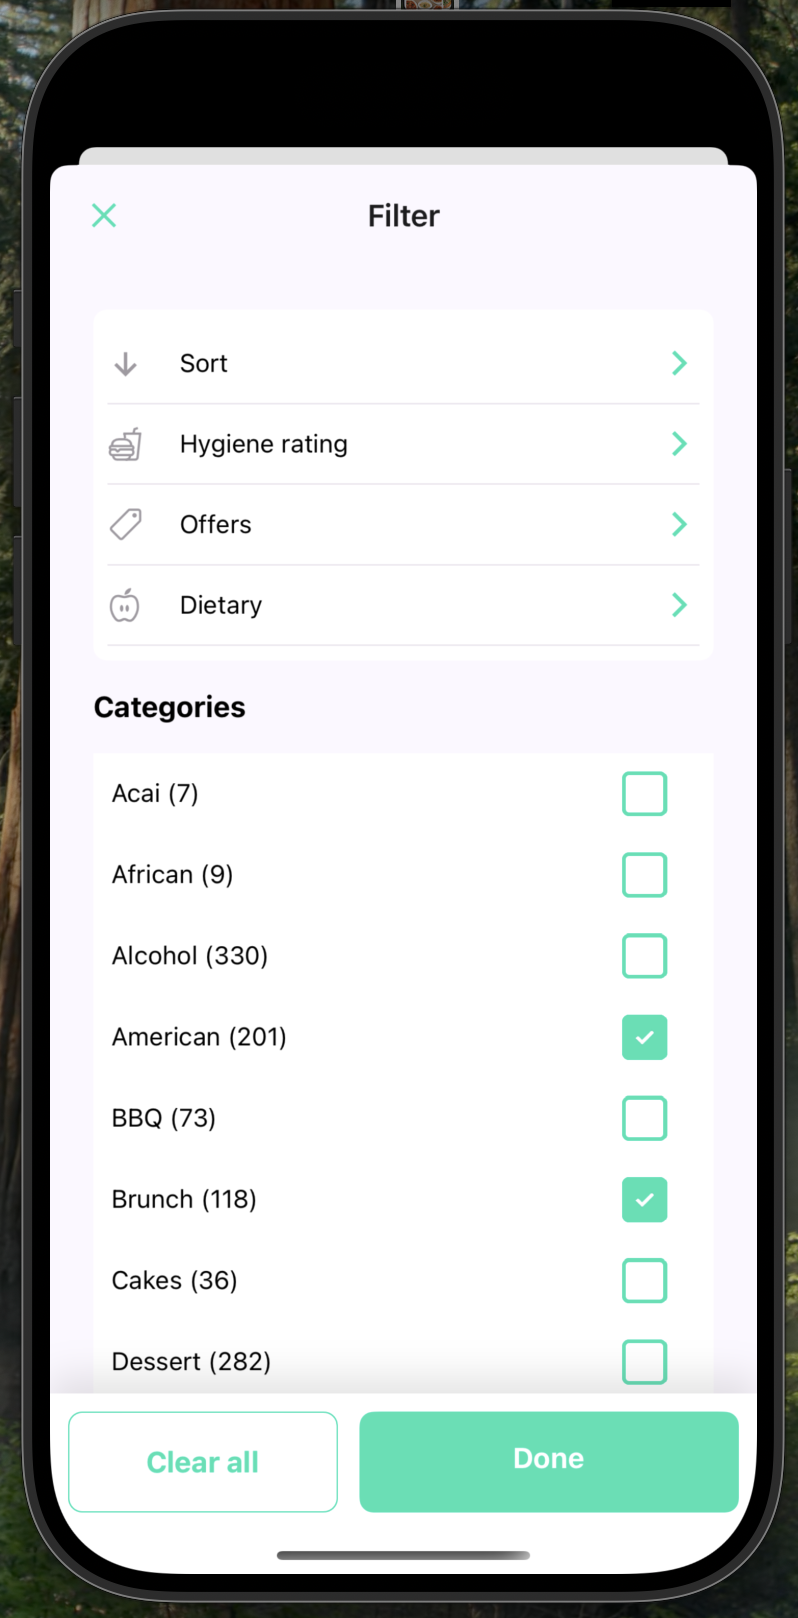 Filter
Sort
Hygiene rating
Offers
Dietary
Categories
Acai (7)
African (9)
Alcohol (330)
American (201)
BBQ (73)
Brunch (118)
Cakes (36)
Dessert (282)
Clear all
Done